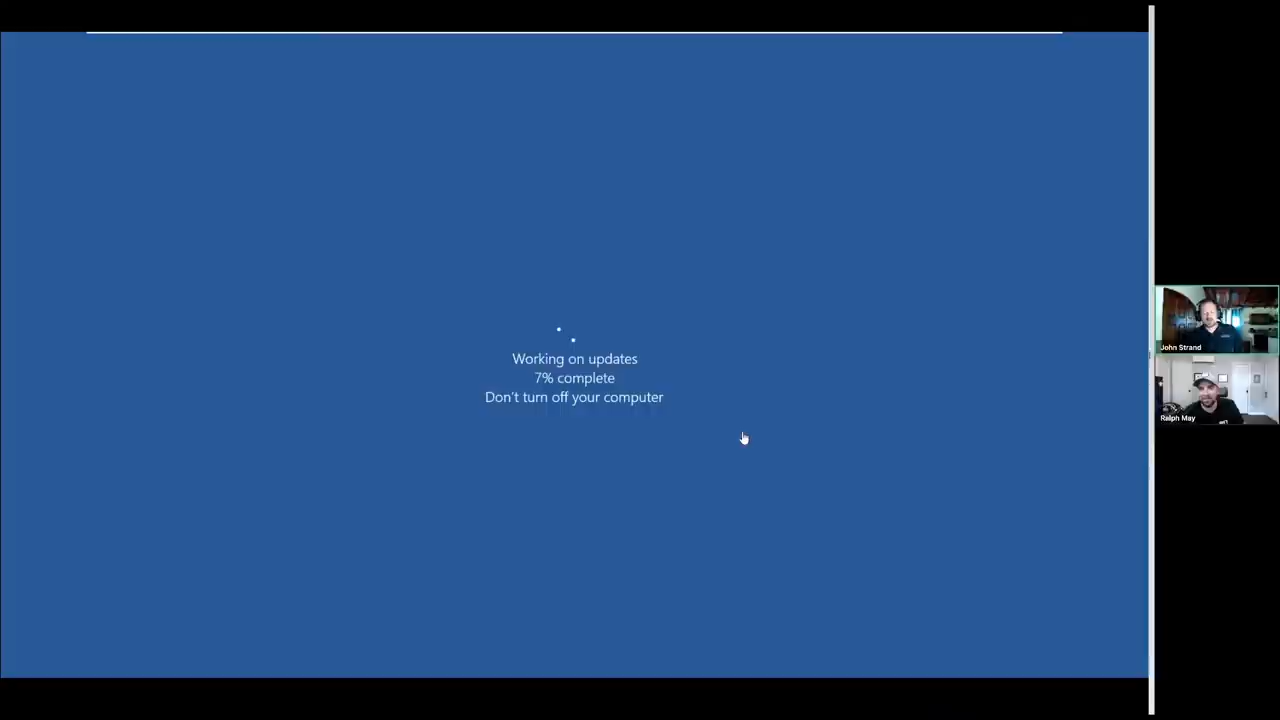 Working on updates
7% complete
Don't turn off your computer
John Strand
Ralph May